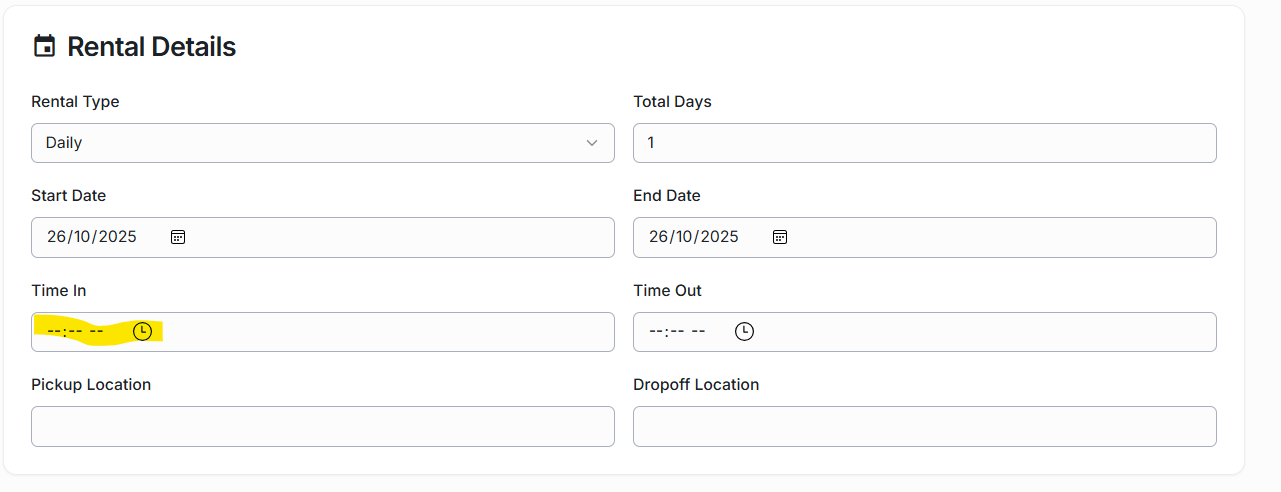 Rental Details
Rental Type
Total Days
Daily
1
Start Date
End Date
26/10/2025
26/10/2025
Time In
Time Out
--:-- --
--:-- --
Pickup Location
Dropoff Location